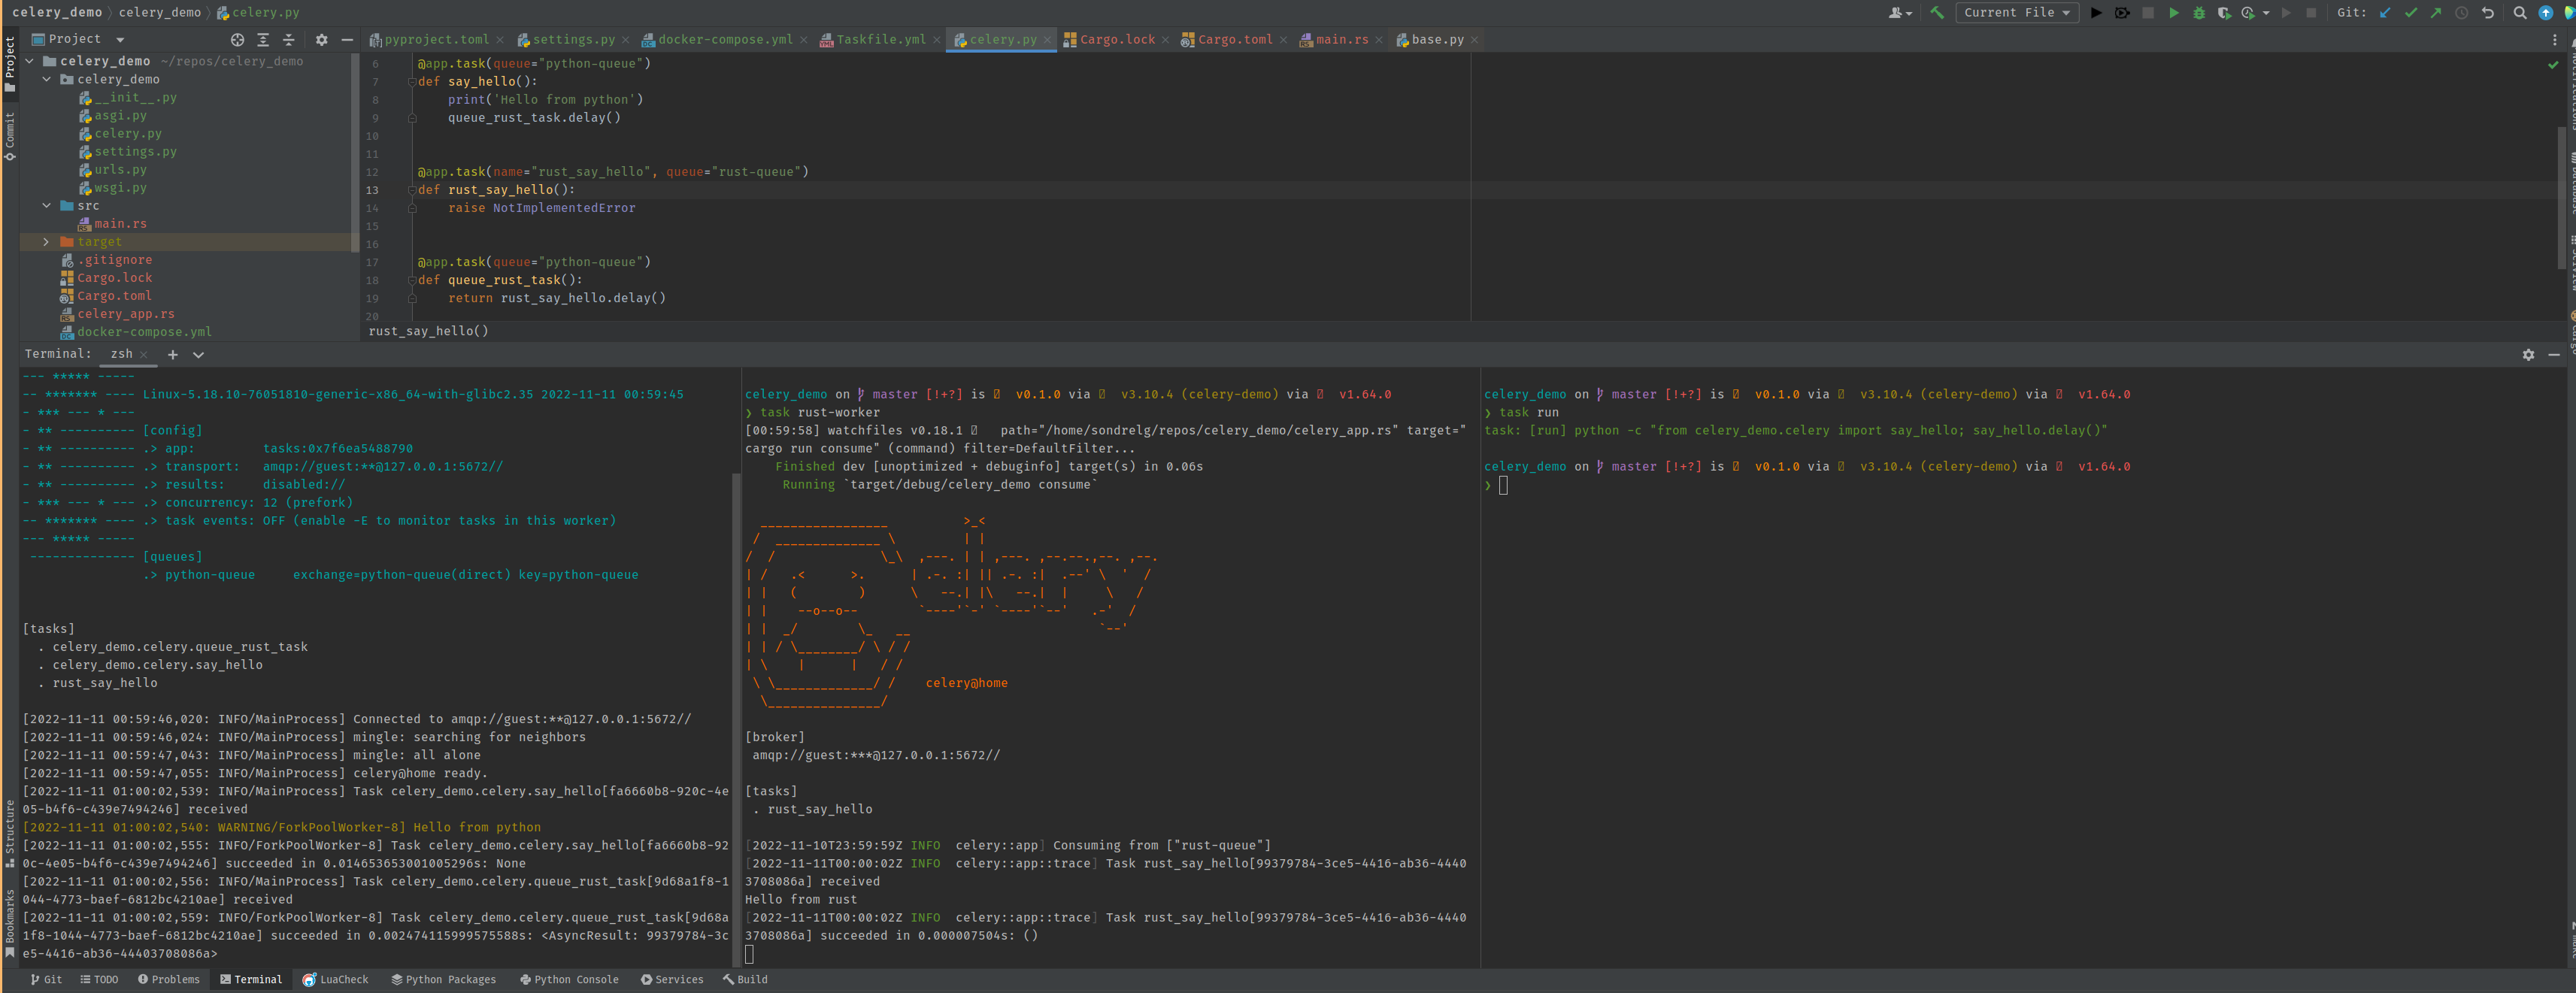 celery_demo › celery_demo › celery.py
Current File
Git:
Project
pyproject.toml
settings.py
docker-compose.yml
Taskfile.yml
celery.py
Cargo.lock
Cargo.toml
main.rs
base.py
Project
Commit
Structure
Bookmarks
celery_demo ~/repos/celery_demo
celery_demo
__init__.py
asgi.py
celery.py
settings.py
urls.py
wsgi.py
src
main.rs
target
.gitignore
Cargo.lock
Cargo.toml
celery_app.rs
docker-compose.yml
6 @app.task(queue="python-queue")
7 def say_hello():
8     print('Hello from python')
9     queue_rust_task.delay()
10
11
12 @app.task(name="rust_say_hello", queue="rust-queue")
13 def rust_say_hello():
14     raise NotImplementedError
15
16
17 @app.task(queue="python-queue")
18 def queue_rust_task():
19     return rust_say_hello.delay()
20
rust_say_hello()
Notifications
Database
Terminal:
zsh
--- ***** -----
-- ******* ---- Linux-5.18.10-76051810-generic-x86_64-with-glibc2.35 2022-11-11 00:59:45
- *** --- * ---
- ** ---------- [config]
- ** ---------- .> app:         tasks:0x7f6ea5488790
- ** ---------- .> transport:   amqp://guest:**@127.0.0.1:5672//
- ** ---------- .> results:     disabled://
- *** --- * --- .> concurrency: 12 (prefork)
-- ******* ---- .> task events: OFF (enable -E to monitor tasks in this worker)
--- ***** -----
 -------------- [queues]
                .> python-queue     exchange=python-queue(direct) key=python-queue
[tasks]
  . celery_demo.celery.queue_rust_task
  . celery_demo.celery.say_hello
  . rust_say_hello
[2022-11-11 00:59:46,020: INFO/MainProcess] Connected to amqp://guest:**@127.0.0.1:5672//
[2022-11-11 00:59:46,024: INFO/MainProcess] mingle: searching for neighbors
[2022-11-11 00:59:47,043: INFO/MainProcess] mingle: all alone
[2022-11-11 00:59:47,055: INFO/MainProcess] celery@home ready.
[2022-11-11 01:00:02,539: INFO/MainProcess] Task celery_demo.celery.say_hello[fa6660b8-920c-4e
05-b4f6-c439e7494246] received
[2022-11-11 01:00:02,540: WARNING/ForkPoolWorker-8] Hello from python
[2022-11-11 01:00:02,555: INFO/ForkPoolWorker-8] Task celery_demo.celery.say_hello[fa6660b8-92
0c-4e05-b4f6-c439e7494246] succeeded in 0.014653653001005296s: None
[2022-11-11 01:00:02,556: INFO/MainProcess] Task celery_demo.celery.queue_rust_task[9d68a1f8-1
044-4773-baef-6812bc4210ae] received
[2022-11-11 01:00:02,559: INFO/ForkPoolWorker-8] Task celery_demo.celery.queue_rust_task[9d68a
1f8-1044-4773-baef-6812bc4210ae] succeeded in 0.002474115999575588s: <AsyncResult: 99379784-3c
e5-4416-ab36-44403708086a>
celery_demo on master [!+?] is v0.1.0 via v3.10.4 (celery-demo) via v1.64.0
❯ task rust-worker
[00:59:58] watchfiles v0.18.1   path="/home/sondrelg/repos/celery_demo/celery_app.rs" target="
cargo run consume" (command) filter=DefaultFilter...
    Finished dev [unoptimized + debuginfo] target(s) in 0.06s
     Running `target/debug/celery_demo consume`
celery@home
[broker]
 amqp://guest:***@127.0.0.1:5672//
[tasks]
 . rust_say_hello
[2022-11-10T23:59:59Z INFO  celery::app] Consuming from ["rust-queue"]
[2022-11-11T00:00:02Z INFO  celery::app::trace] Task rust_say_hello[99379784-3ce5-4416-ab36-4440
3708086a] received
Hello from rust
[2022-11-11T00:00:02Z INFO  celery::app::trace] Task rust_say_hello[99379784-3ce5-4416-ab36-4440
3708086a] succeeded in 0.000007504s: ()
celery_demo on master [!+?] is v0.1.0 via v3.10.4 (celery-demo) via v1.64.0
❯ task run
task: [run] python -c "from celery_demo.celery import say_hello; say_hello.delay()"
celery_demo on master [!+?] is v0.1.0 via v3.10.4 (celery-demo) via v1.64.0
❯
Git
TODO
Problems
Terminal
LuaCheck
Python Packages
Python Console
Services
Build